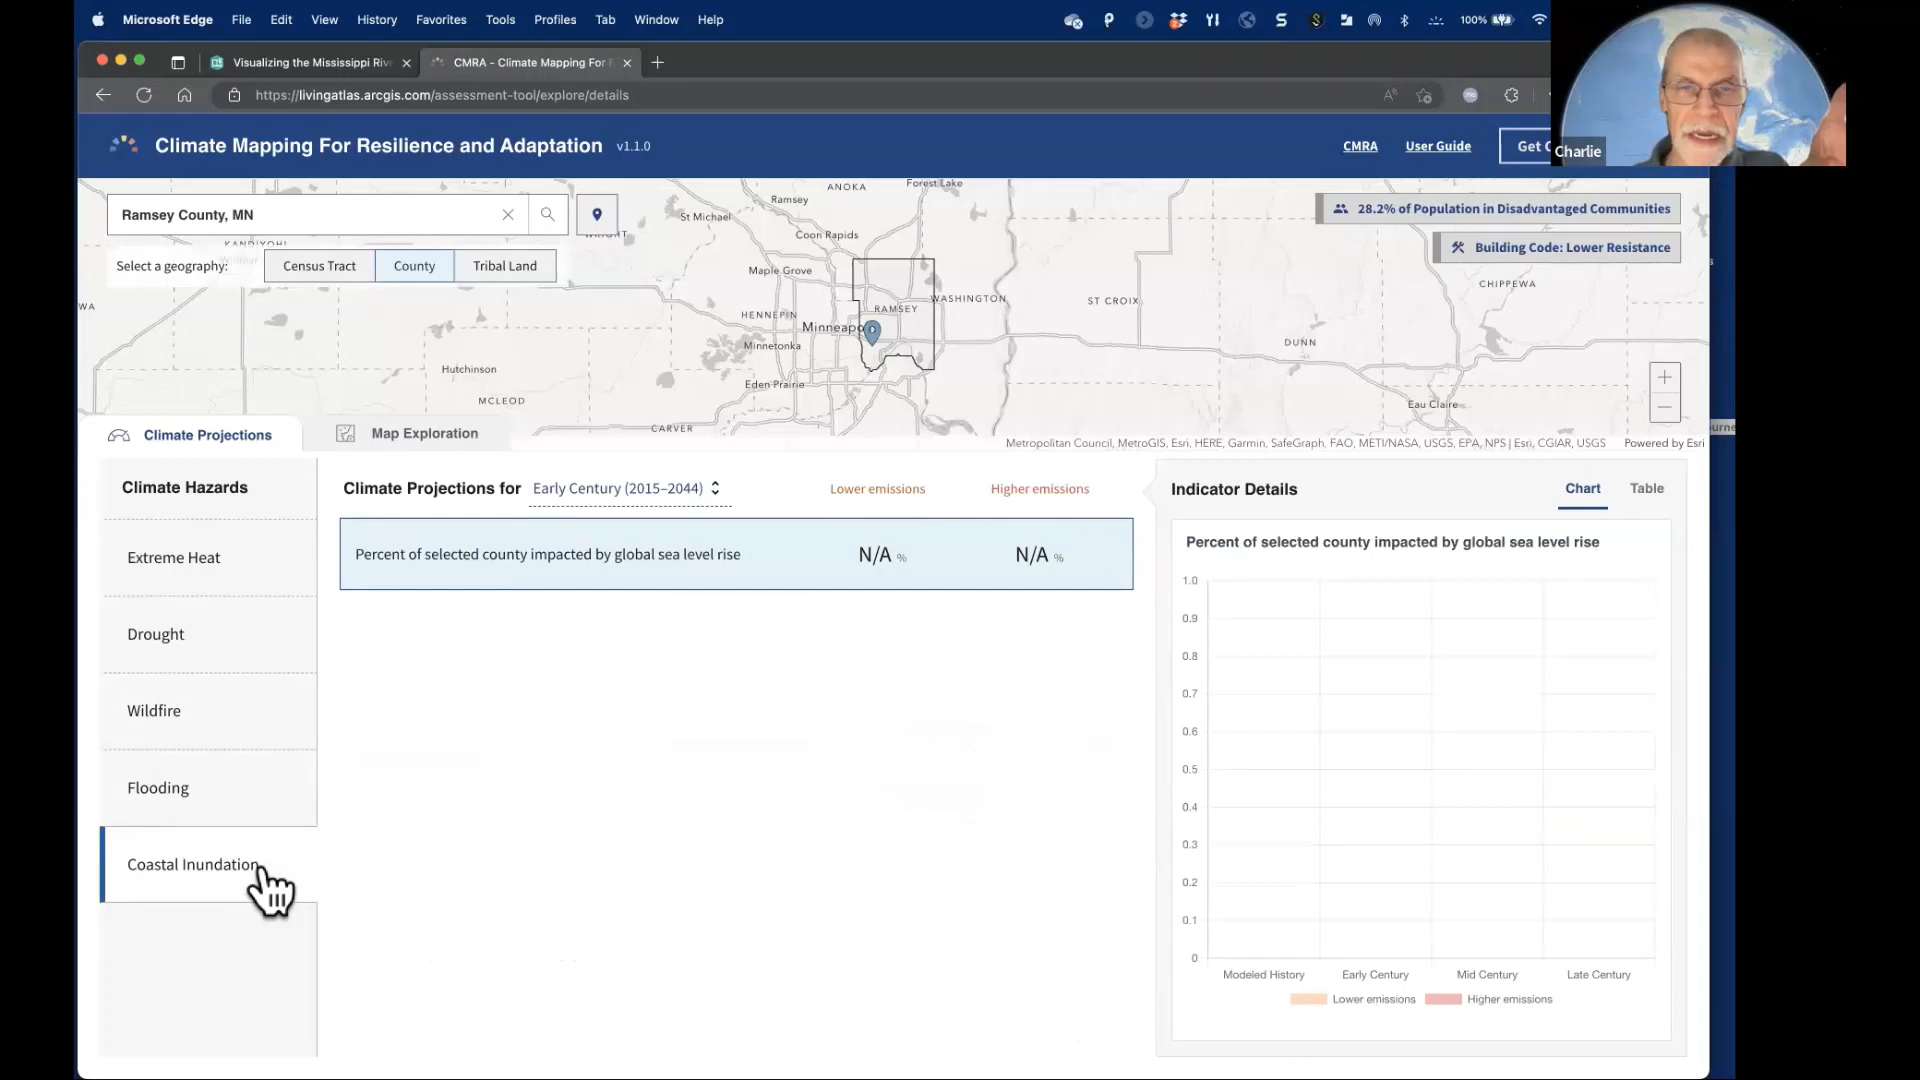 Microsoft Edge File Edit View History Favorites Tools Profiles Tab Window Help 100%
Visualizing the Mississippi Riv
CMRA - Climate Mapping For
https://livingatlas.arcgis.com/assessment-tool/explore/details
Climate Mapping For Resilience and Adaptation v1.1.0
CMRA
User Guide
Get
Charlie
Ramsey County, MN
Select a geography:
Census Tract
County
Tribal Land
28.2% of Population in Disadvantaged Communities
Building Code: Lower Resistance
ANOKA
Forest Lake
Ramsey
St Michael
Coon Rapids
WRIGHT
KANDIYOHI
Maple Grove
WASHINGTON
ST CROIX
CHIPPEWA
WA
HENNEPIN
RAMSEY
Minneapo
Minnetonka
DUNN
Hutchinson
Eden Prairie
MCLEOD
Eau Claire
CARVER
Metropolitan Council, MetroGIS, Esri, HERE, Garmin, SafeGraph, FAO, METI/NASA, USGS, EPA, NPS | Esri, CGIAR, USGS
Powered by Esri
Climate Projections
Map Exploration
Climate Hazards
Extreme Heat
Drought
Wildfire
Flooding
Coastal Inundation
Climate Projections for Early Century (2015–2044)
Lower emissions
Higher emissions
Percent of selected county impacted by global sea level rise
N/A %
N/A %
Indicator Details
Chart
Table
Percent of selected county impacted by global sea level rise
1.0
0.9
0.8
0.7
0.6
0.5
0.4
0.3
0.2
0.1
0
Modeled History
Early Century
Mid Century
Late Century
Lower emissions
Higher emissions